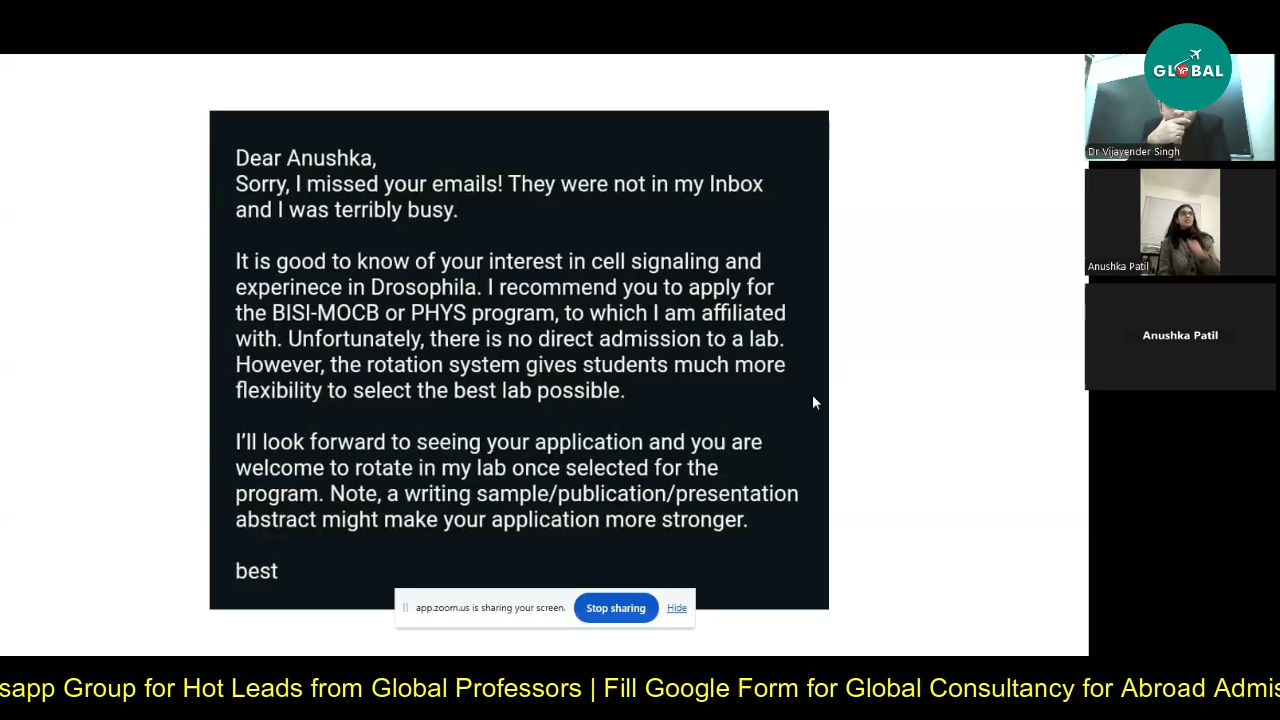 GLOBAL
YP
Dear Anushka,
Sorry, I missed your emails! They were not in my Inbox
and I was terribly busy.
It is good to know of your interest in cell signaling and
experinece in Drosophila. I recommend you to apply for
the BISI-MOCB or PHYS program, to which I am affiliated
with. Unfortunately, there is no direct admission to a lab.
However, the rotation system gives students much more
flexibility to select the best lab possible.
I'll look forward to seeing your application and you are
welcome to rotate in my lab once selected for the
program. Note, a writing sample/publication/presentation
abstract might make your application more stronger.
best
app.zoom.us is sharing your screen.
Stop sharing
Hide
Dr Vijayender Singh
Anushka Patil
Anushka Patil
sapp Group for Hot Leads from Global Professors | Fill Google Form for Global Consultancy for Abroad Admis